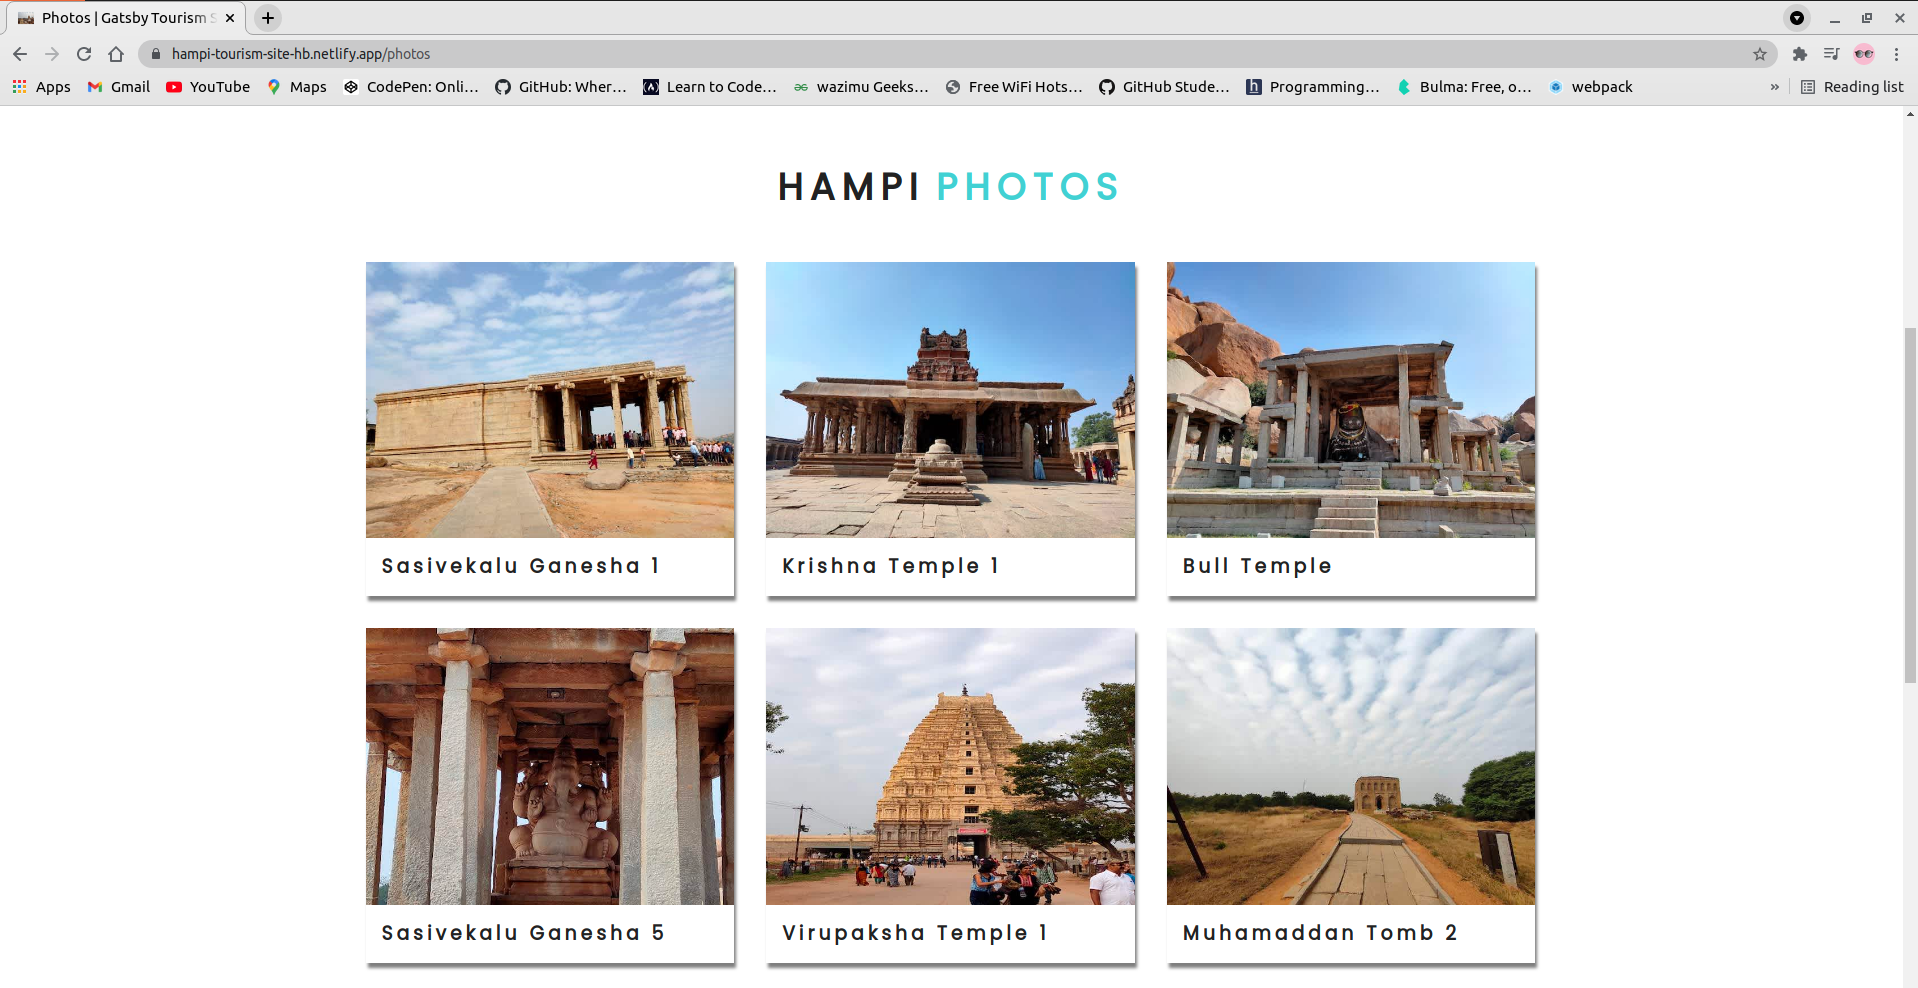 Photos | Gatsby Tourism S
hampi-tourism-site-hb.netlify.app/photos
Apps Gmail YouTube Maps CodePen: Onli... GitHub: Wher... Learn to Code... wazimu Geeks... Free WiFi Hots... GitHub Stude... Programming... Bulma: Free, o... webpack » Reading list
HAMPI PHOTOS
Sasivekalu Ganesha 1
Krishna Temple 1
Bull Temple
Sasivekalu Ganesha 5
Virupaksha Temple 1
Muhamaddan Tomb 2